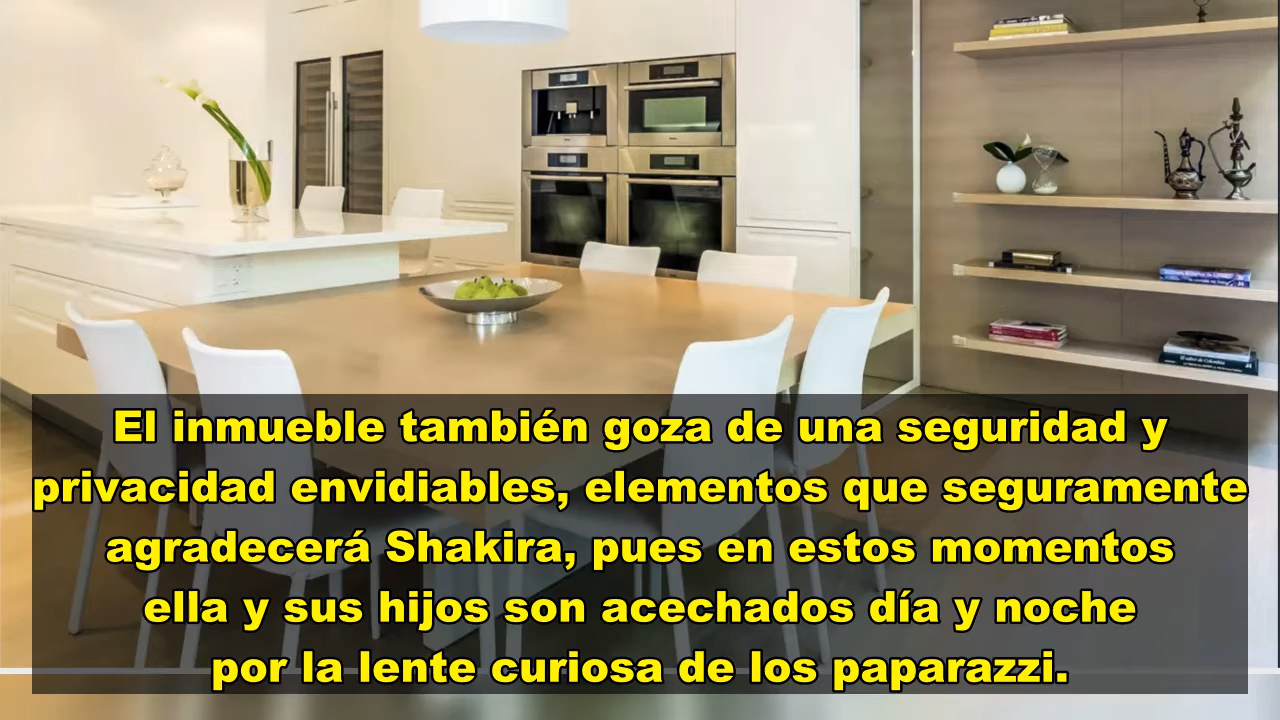 El inmueble también goza de una seguridad y
privacidad envidiables, elementos que seguramente
agradecerá Shakira, pues en estos momentos
ella y sus hijos son acechados día y noche
por la lente curiosa de los paparazzi.